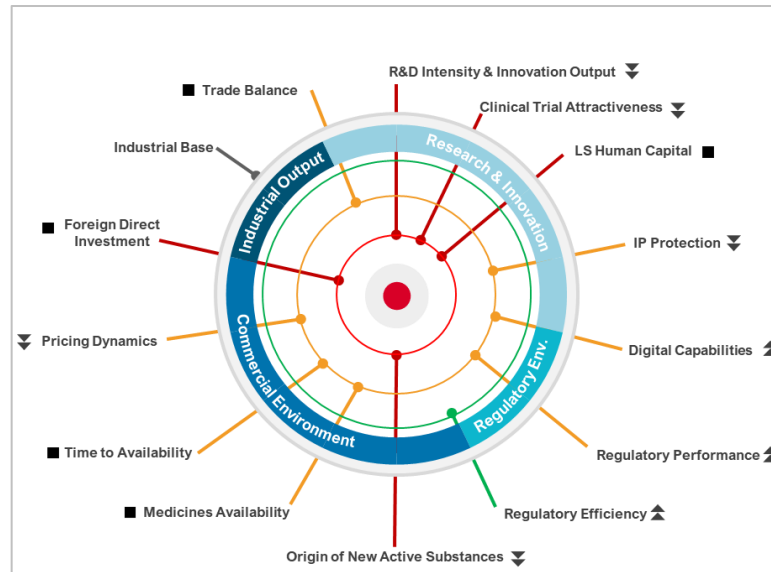 R&D Intensity & Innovation Output
Clinical Trial Attractiveness
LS Human Capital
IP Protection
Digital Capabilities
Regulatory Performance
Regulatory Efficiency
Origin of New Active Substances
Medicines Availability
Time to Availability
Pricing Dynamics
Foreign Direct
Investment
Industrial Base
Trade Balance
Research & Innovation
Regulatory Env.
Commercial Environment
Industrial Output